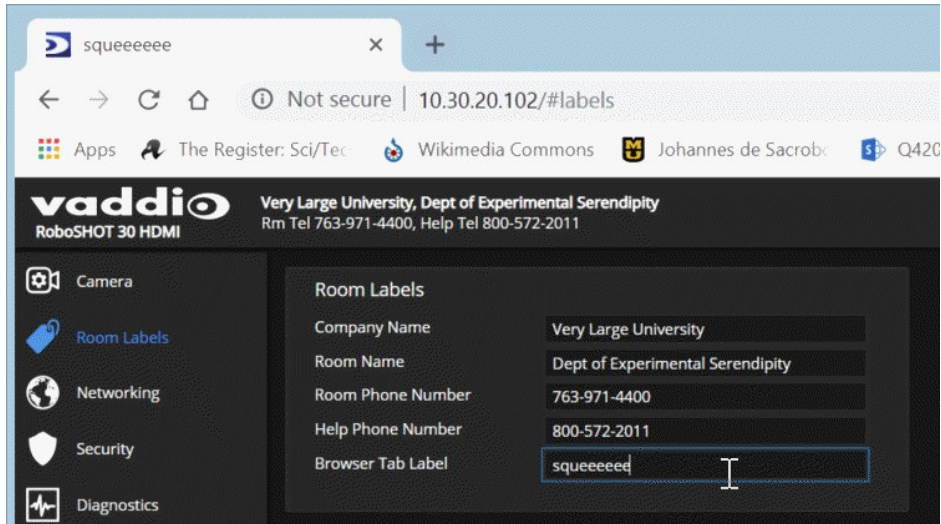 squeeeeee
Not secure 10.30.20.102/#labels
Apps The Register: Sci/Tec Wikimedia Commons Johannes de Sacrob Q420
vaddio
RoboSHOT 30 HDMI
Very Large University, Dept of Experimental Serendipity
Rm Tel 763-971-4400, Help Tel 800-572-2011
Camera
Room Labels
Networking
Security
Diagnostics
Room Labels
Company Name Very Large University
Room Name Dept of Experimental Serendipity
Room Phone Number 763-971-4400
Help Phone Number 800-572-2011
Browser Tab Label squeeeeee